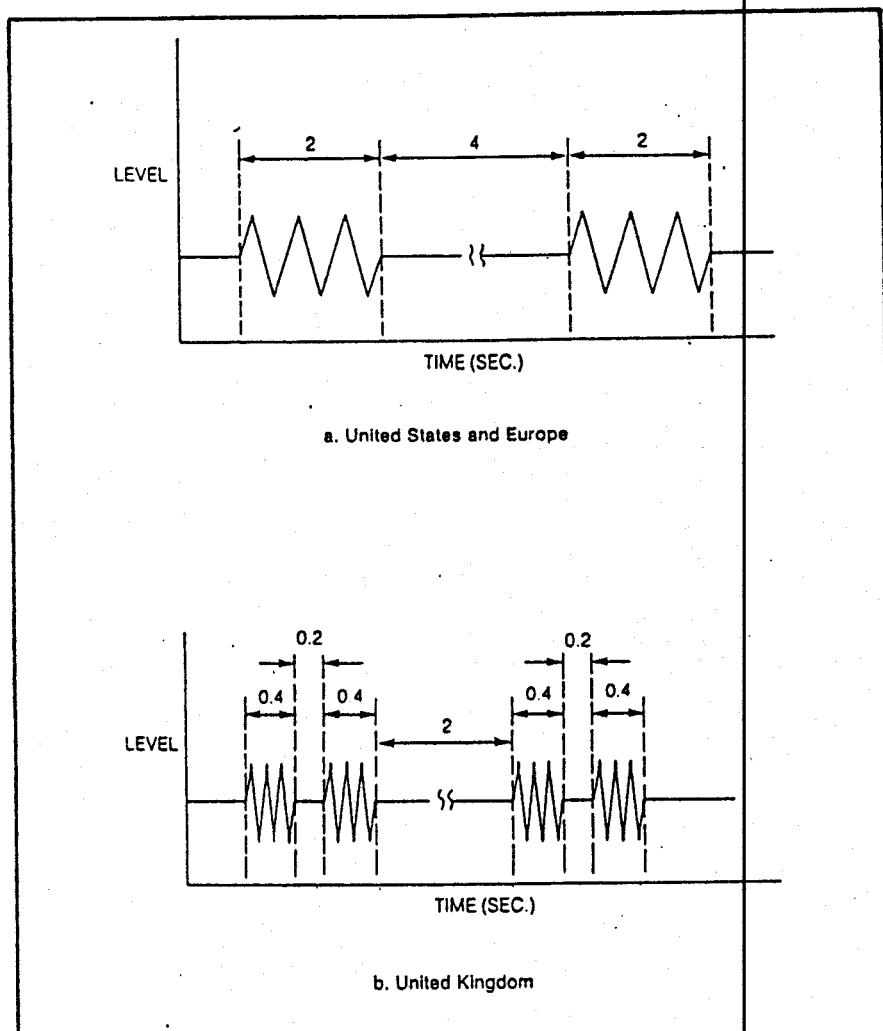 2 4 2
LEVEL
TIME (SEC.)
a. United States and Europe
0.2 0.2
0.4 0.4 0.4 0.4
2
LEVEL
TIME (SEC.)
b. United Kingdom